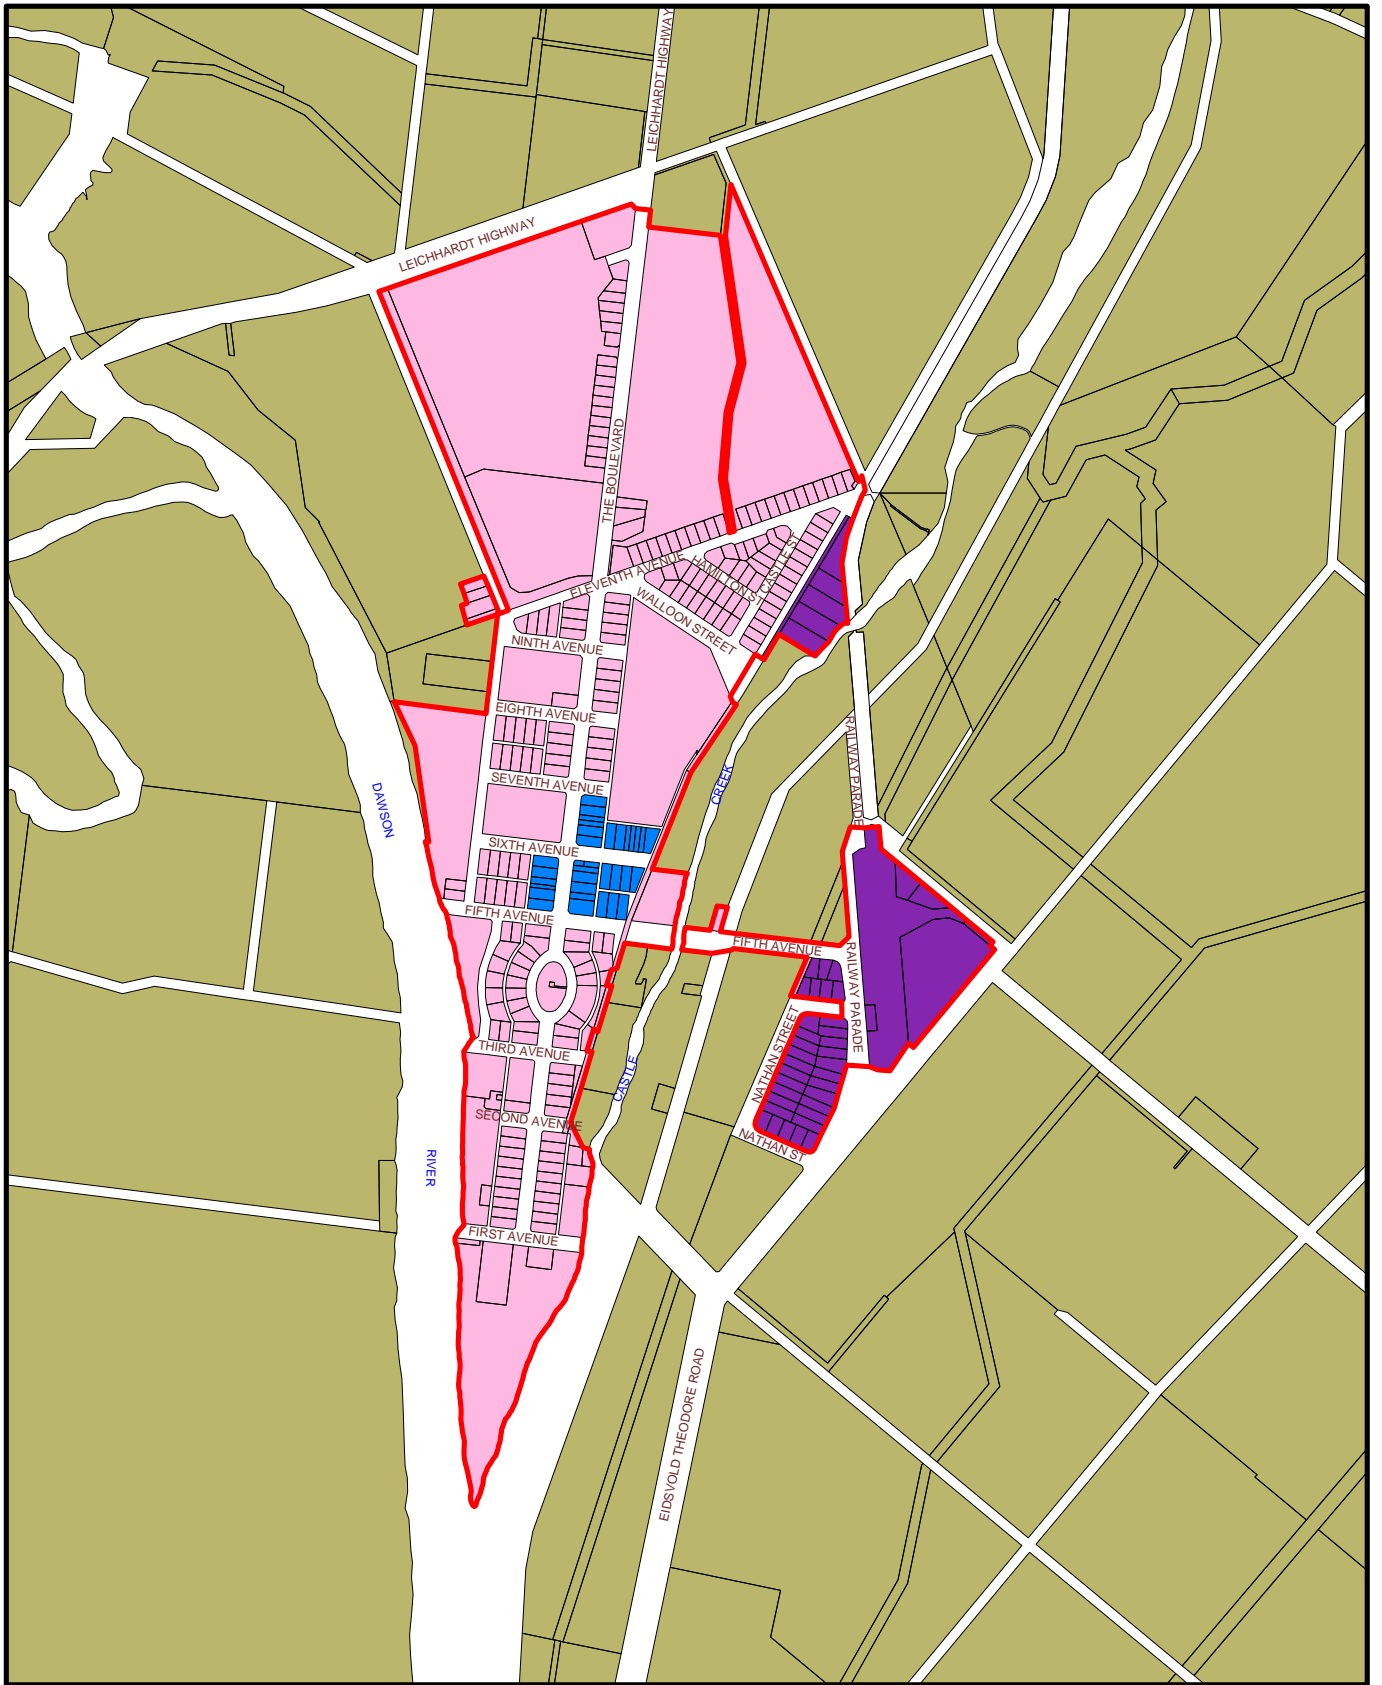 LEICHHARDT HIGHWAY
LEICHHARDT HIGHWAY
THE BOULEVARD
ELEVENTH AVENUE
HAMILTON ST
CASTLE ST
WALLOON STREET
NINTH AVENUE
EIGHTH AVENUE
SEVENTH AVENUE
RAILWAY PARADE
CREEK
DAWSON
SIXTH AVENUE
FIFTH AVENUE
FIFTH AVENUE
RAILWAY PARADE
NATHAN STREET
THIRD AVENUE
CASTLE
SECOND AVENUE
NATHAN ST
RIVER
FIRST AVENUE
EIDSVOLD THEODORE ROAD